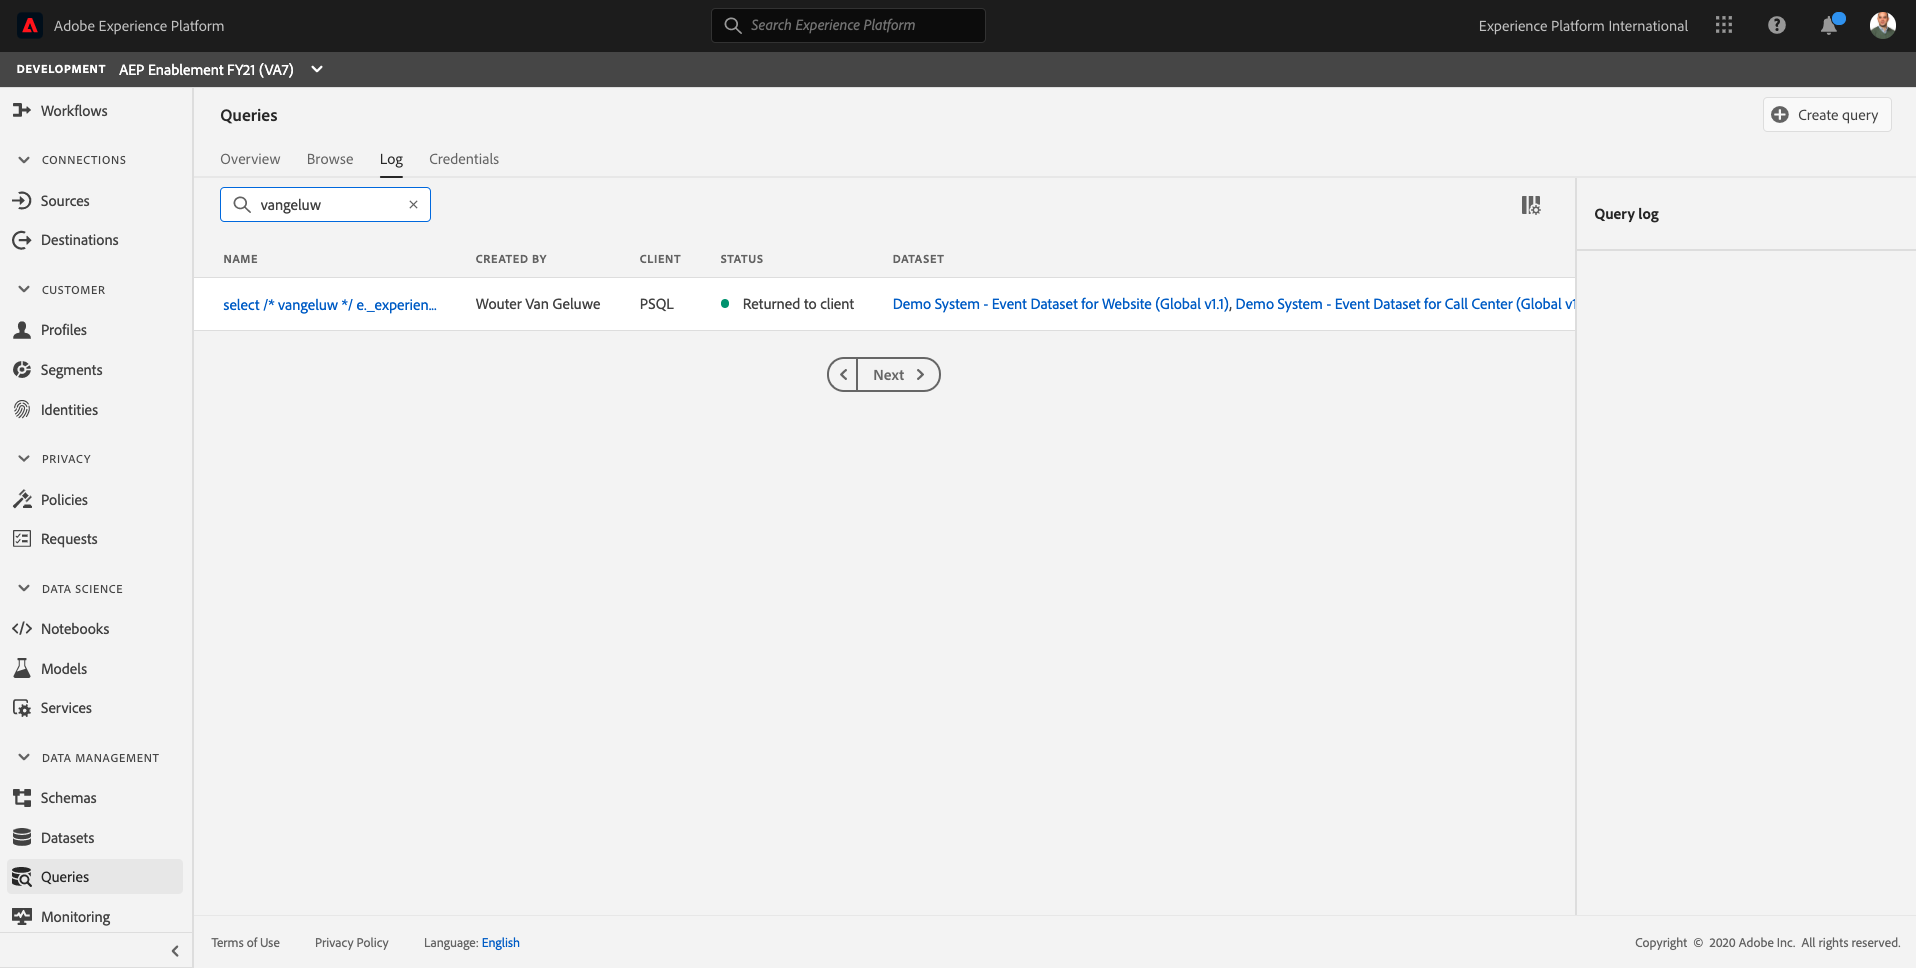 Adobe Experience Platform
Search Experience Platform
Experience Platform International
DEVELOPMENT AEP Enablement FY21 (VA7)
Workflows
CONNECTIONS
Sources
Destinations
CUSTOMER
Profiles
Segments
Identities
PRIVACY
Policies
Requests
DATA SCIENCE
Notebooks
Models
Services
DATA MANAGEMENT
Schemas
Datasets
Queries
Monitoring
Queries
Create query
Overview Browse Log Credentials
vangeluw
Query log
NAME CREATED BY CLIENT STATUS DATASET
select /* vangeluw */ e._experien... Wouter Van Geluwe PSQL Returned to client Demo System - Event Dataset for Website (Global v1.1), Demo System - Event Dataset for Call Center (Global v1
Next
Terms of Use Privacy Policy Language: English
Copyright © 2020 Adobe Inc. All rights reserved.